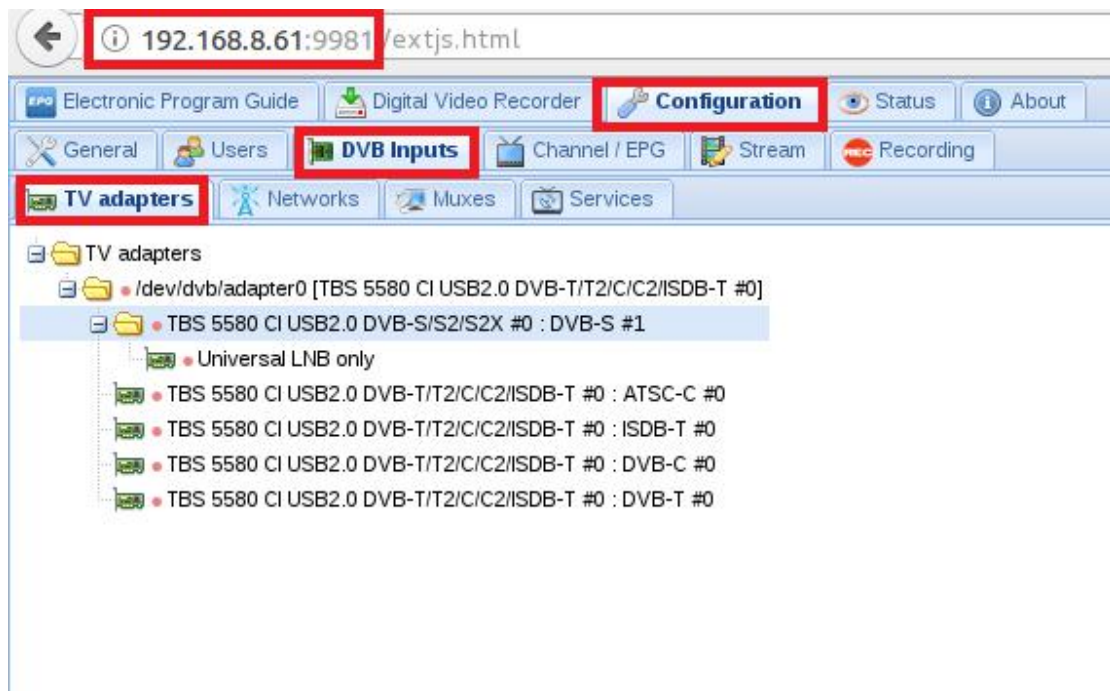 192.168.8.61:9981/extjs.html
EPG Electronic Program Guide Digital Video Recorder Configuration Status About
General Users DVB Inputs Channel / EPG Stream REC Recording
TV adapters Networks Muxes Services
TV adapters
/dev/dvb/adapter0 [TBS 5580 CI USB2.0 DVB-T/T2/C/C2/ISDB-T #0]
TBS 5580 CI USB2.0 DVB-S/S2/S2X #0 : DVB-S #1
Universal LNB only
TBS 5580 CI USB2.0 DVB-T/T2/C/C2/ISDB-T #0 : ATSC-C #0
TBS 5580 CI USB2.0 DVB-T/T2/C/C2/ISDB-T #0 : ISDB-T #0
TBS 5580 CI USB2.0 DVB-T/T2/C/C2/ISDB-T #0 : DVB-C #0
TBS 5580 CI USB2.0 DVB-T/T2/C/C2/ISDB-T #0 : DVB-T #0